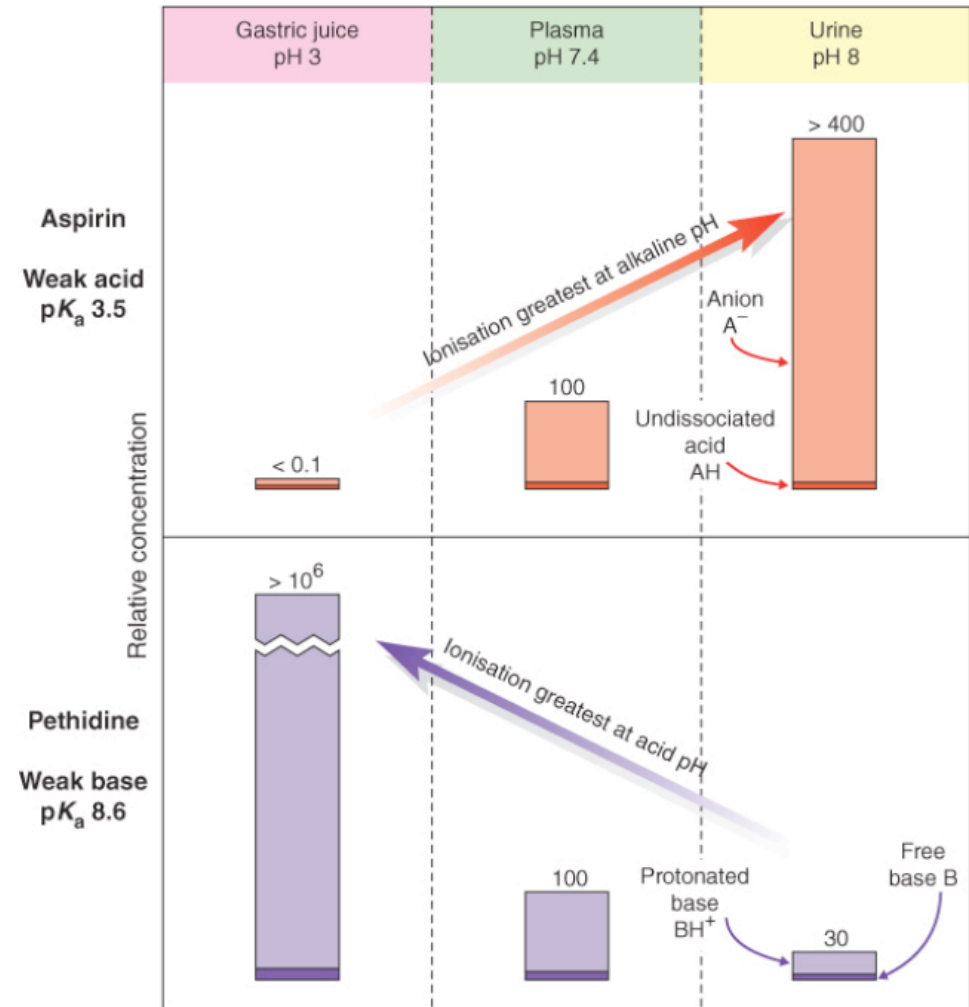 Gastric juice
pH 3
Plasma
pH 7.4
Urine
pH 8
Aspirin
Weak acid
pKₐ 3.5
Relative concentration
< 0.1
100
> 400
Ionisation greatest at alkaline pH
Anion
A⁻
Undissociated
acid
AH
Pethidine
Weak base
pKₐ 8.6
> 10⁶
100
30
Ionisation greatest at acid pH
Protonated
base
BH⁺
Free
base B